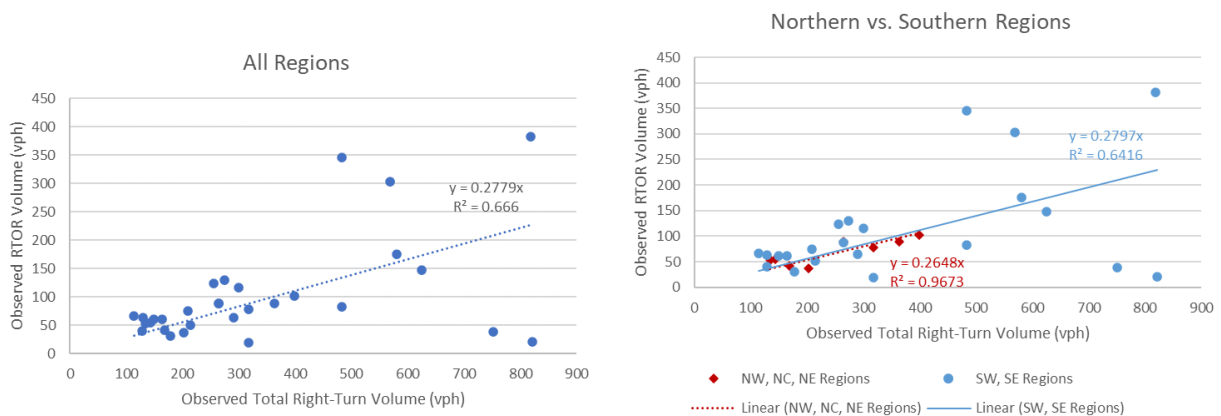 All Regions
Observed RTOR Volume (vph)
450
400
350
300
250
200
150
100
50
0
y = 0.2779x
R² = 0.666
0 100 200 300 400 500 600 700 800 900
Observed Total Right-Turn Volume (vph)
Northern vs. Southern Regions
Observed RTOR Volume (vph)
450
400
350
300
250
200
150
100
50
0
y = 0.2797x
R² = 0.6416
y = 0.2648x
R² = 0.9673
0 100 200 300 400 500 600 700 800 900
Observed Total Right-Turn Volume (vph)
NW, NC, NE Regions SW, SE Regions
Linear (NW, NC, NE Regions) Linear (SW, SE Regions)